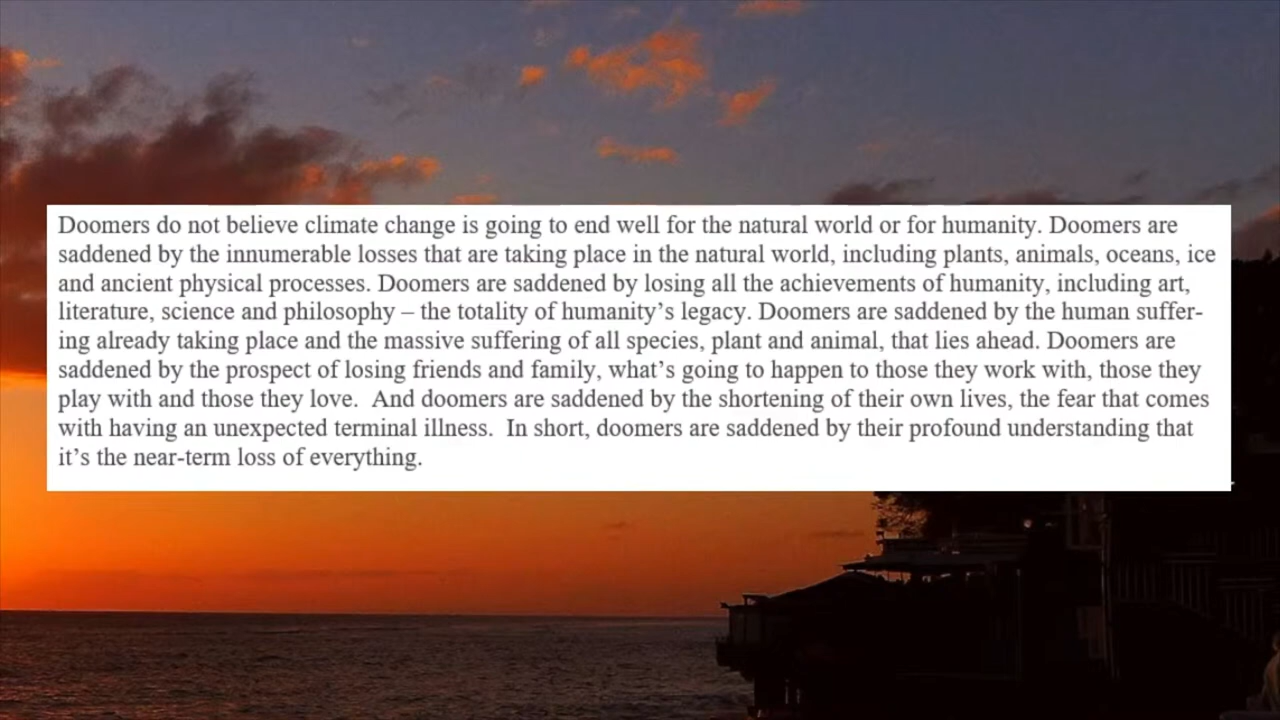 Doomers do not believe climate change is going to end well for the natural world or for humanity. Doomers are
saddened by the innumerable losses that are taking place in the natural world, including plants, animals, oceans, ice
and ancient physical processes. Doomers are saddened by losing all the achievements of humanity, including art,
literature, science and philosophy – the totality of humanity’s legacy. Doomers are saddened by the human suffer-
ing already taking place and the massive suffering of all species, plant and animal, that lies ahead. Doomers are
saddened by the prospect of losing friends and family, what’s going to happen to those they work with, those they
play with and those they love.  And doomers are saddened by the shortening of their own lives, the fear that comes
with having an unexpected terminal illness.  In short, doomers are saddened by their profound understanding that
it’s the near-term loss of everything.